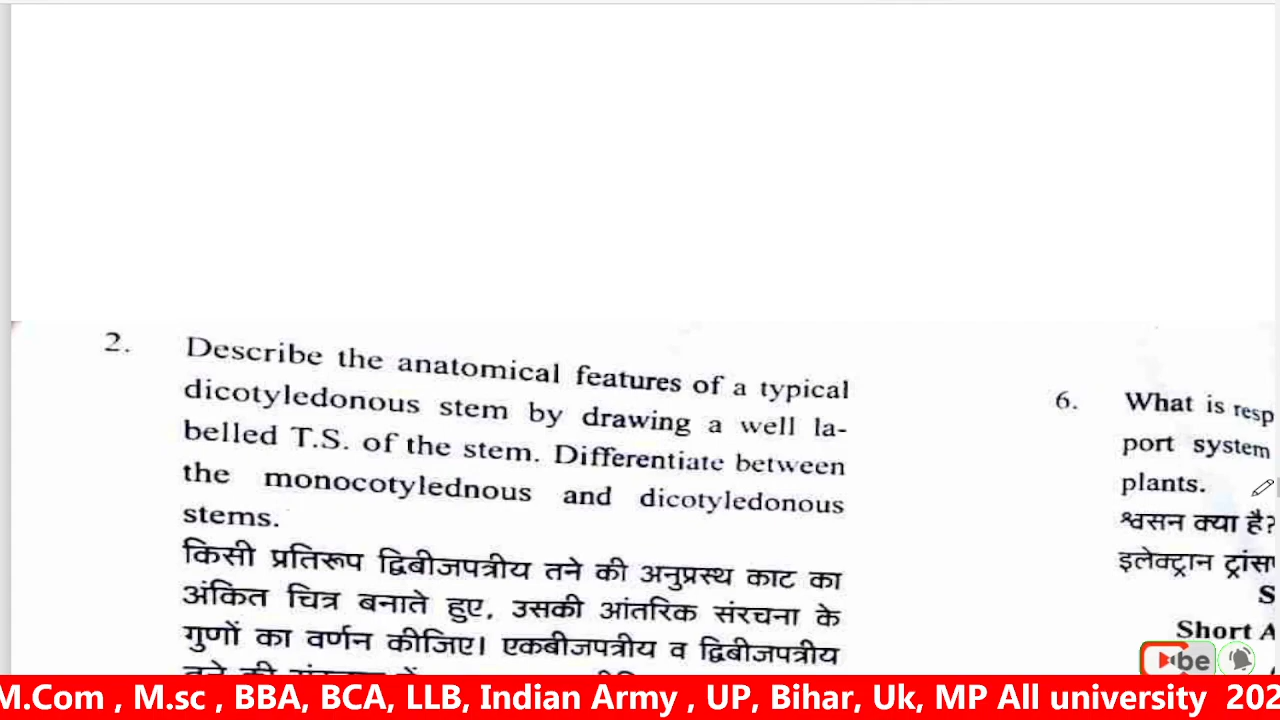 2.
Describe the anatomical features of a typical
dicotyledonous stem by drawing a well la-
belled T.S. of the stem. Differentiate between
the monocotylednous and dicotyledonous
stems.
किसी प्रतिरूप द्विबीजपत्रीय तने की अनुप्रस्थ काट का
अंकित चित्र बनाते हुए, उसकी आंतरिक संरचना के
गुणों का वर्णन कीजिए। एकबीजपत्रीय व द्विबीजपत्रीय
6.
What is resp
port system
plants.
श्वसन क्या है?
इलेक्ट्रान
S
Short A
be
M.Com , M.sc , BBA, BCA, LLB, Indian Army , UP, Bihar, Uk, MP All university 202